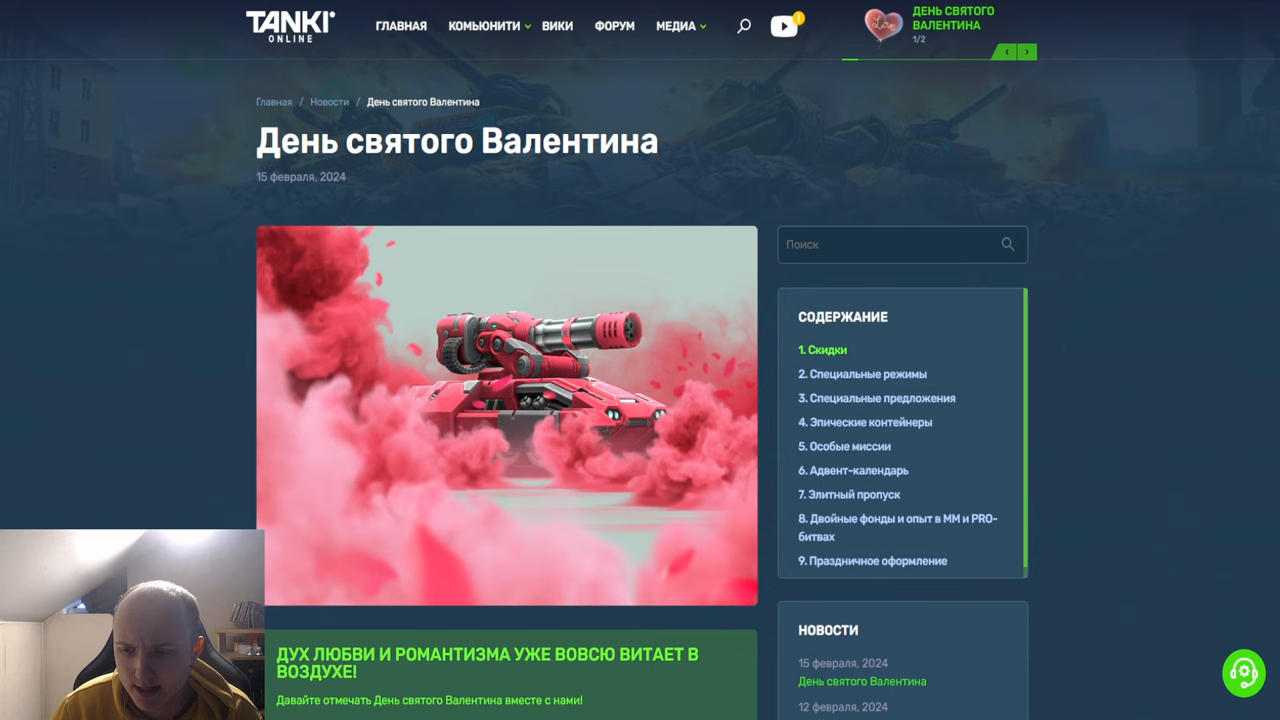 TANKI
ONLINE
ГЛАВНАЯ
КОМЬЮНИТИ
ВИКИ
ФОРУМ
МЕДИА
1
Love
ДЕНЬ СВЯТОГО
ВАЛЕНТИНА
1/2
Главная / Новости / День святого Валентина
День святого Валентина
15 февраля, 2024
Поиск
СОДЕРЖАНИЕ
1. Скидки
2. Специальные режимы
3. Специальные предложения
4. Эпические контейнеры
5. Особые миссии
6. Адвент-календарь
7. Элитный пропуск
8. Двойные фонды и опыт в ММ и PRO-
битвах
9. Праздничное оформление
ДУХ ЛЮБВИ И РОМАНТИЗМА УЖЕ ВОВСЮ ВИТАЕТ В
ВОЗДУХЕ!
Давайте отмечать День святого Валентина вместе с нами!
НОВОСТИ
15 февраля, 2024
День святого Валентина
12 февраля, 2024